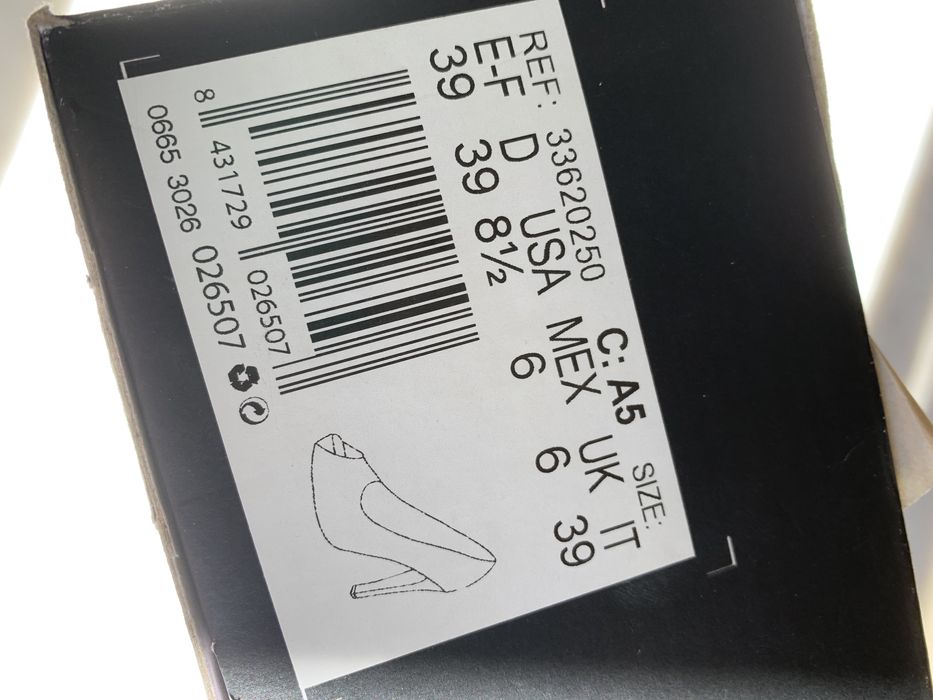 REF: 33620250 C: A5 SIZE:
E-F D USA MEX UK IT
39 39 8½ 6 6 39
8 431729 026507
0665 3026 026507